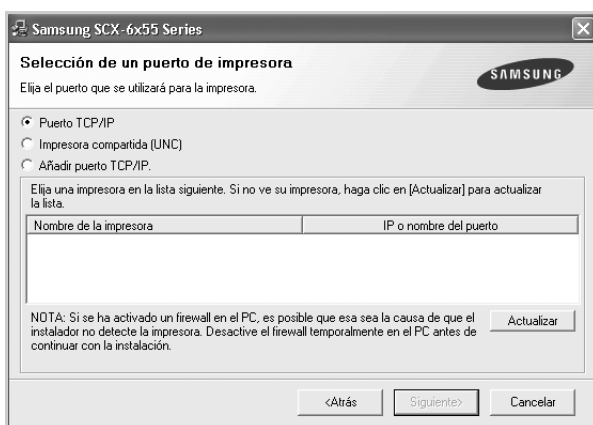 Samsung SCX-6x55 Series
Selección de un puerto de impresora
Elija el puerto que se utilizará para la impresora.
SAMSUNG
Puerto TCP/IP
Impresora compartida (UNC)
Añadir puerto TCP/IP.
Elija una impresora en la lista siguiente. Si no ve su impresora, haga clic en [Actualizar] para actualizar
la lista.
Nombre de la impresora IP o nombre del puerto
NOTA: Si se ha activado un firewall en el PC, es posible que esa sea la causa de que el
instalador no detecte la impresora. Desactive el firewall temporalmente en el PC antes de
continuar con la instalación.
Actualizar
<Atrás Siguiente> Cancelar